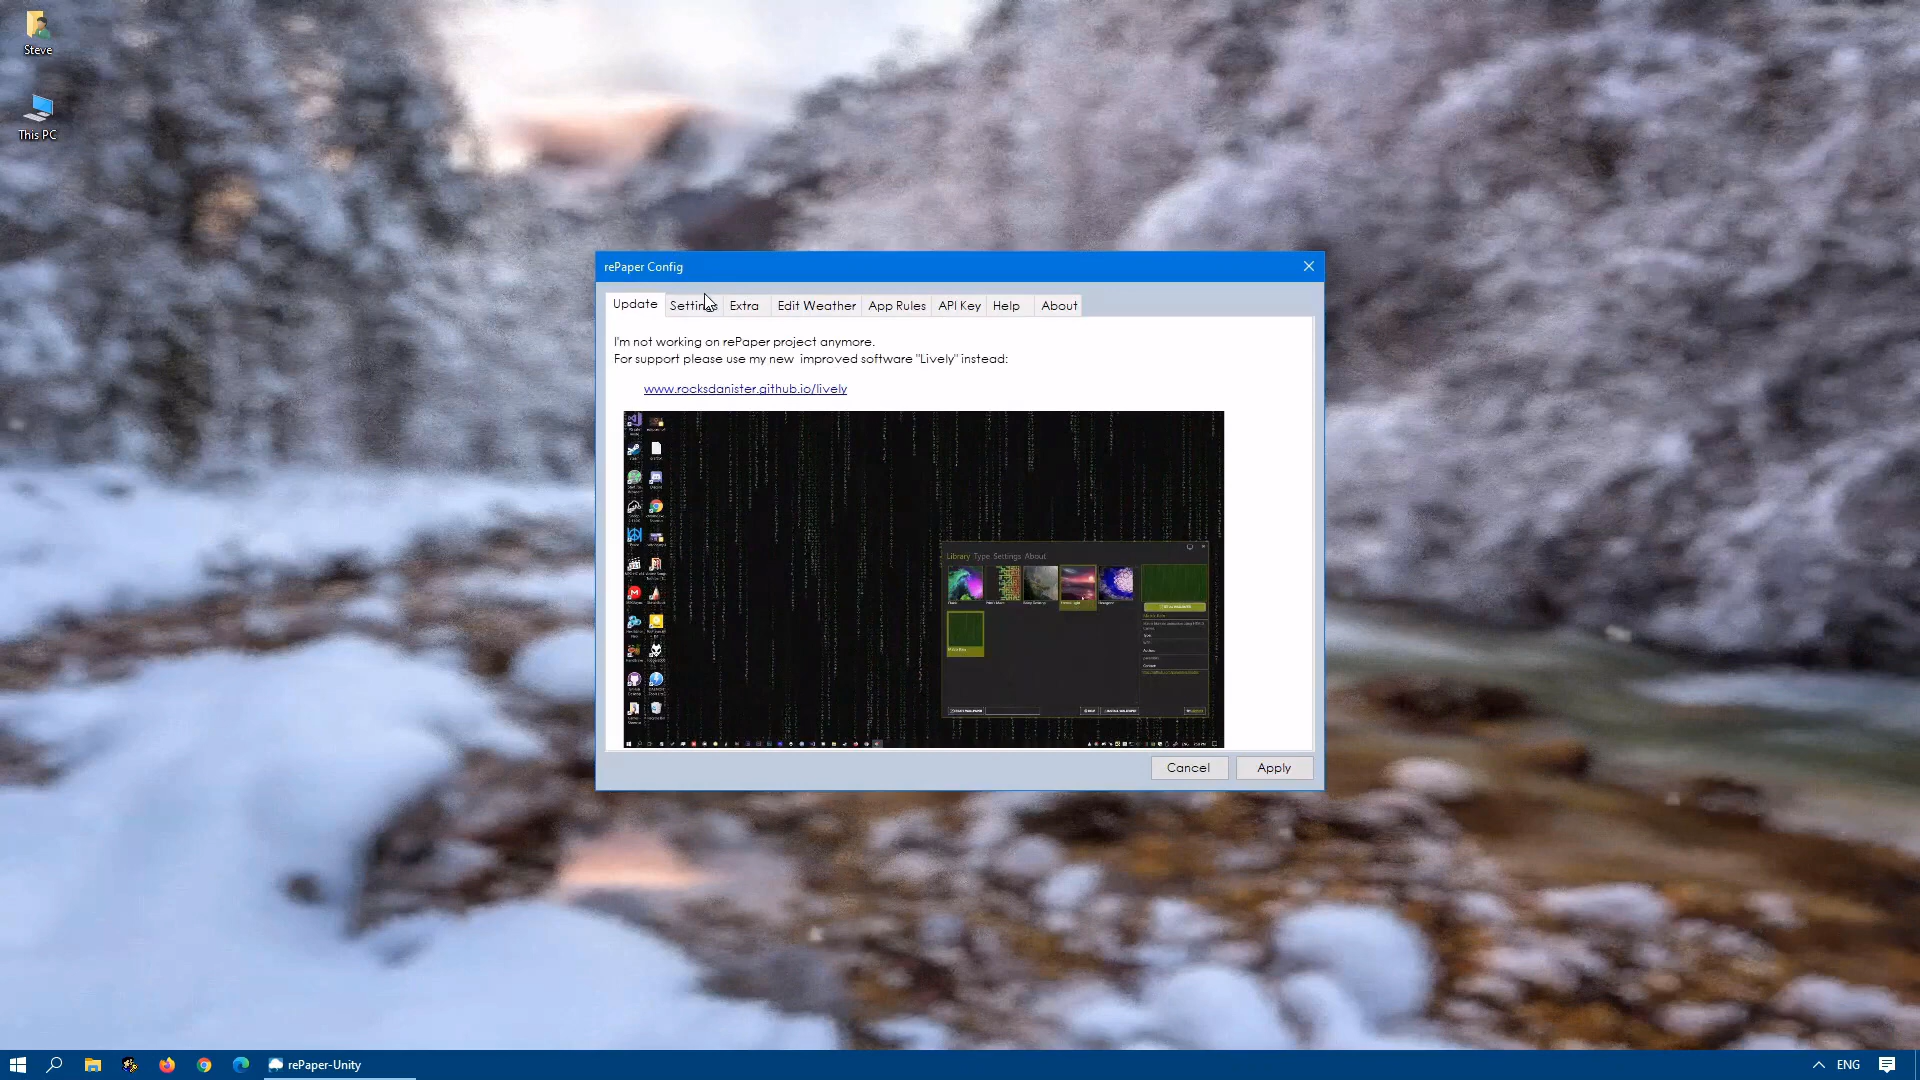 Steve
This PC
rePaper Config
Update Settings Extra Edit Weather App Rules API Key Help About
I'm not working on rePaper project anymore.
For support please use my new improved software "Lively" instead:
www.rocksdanister.github.io/lively
Library Type Settings About
Cancel Apply
rePaper-Unity
ENG